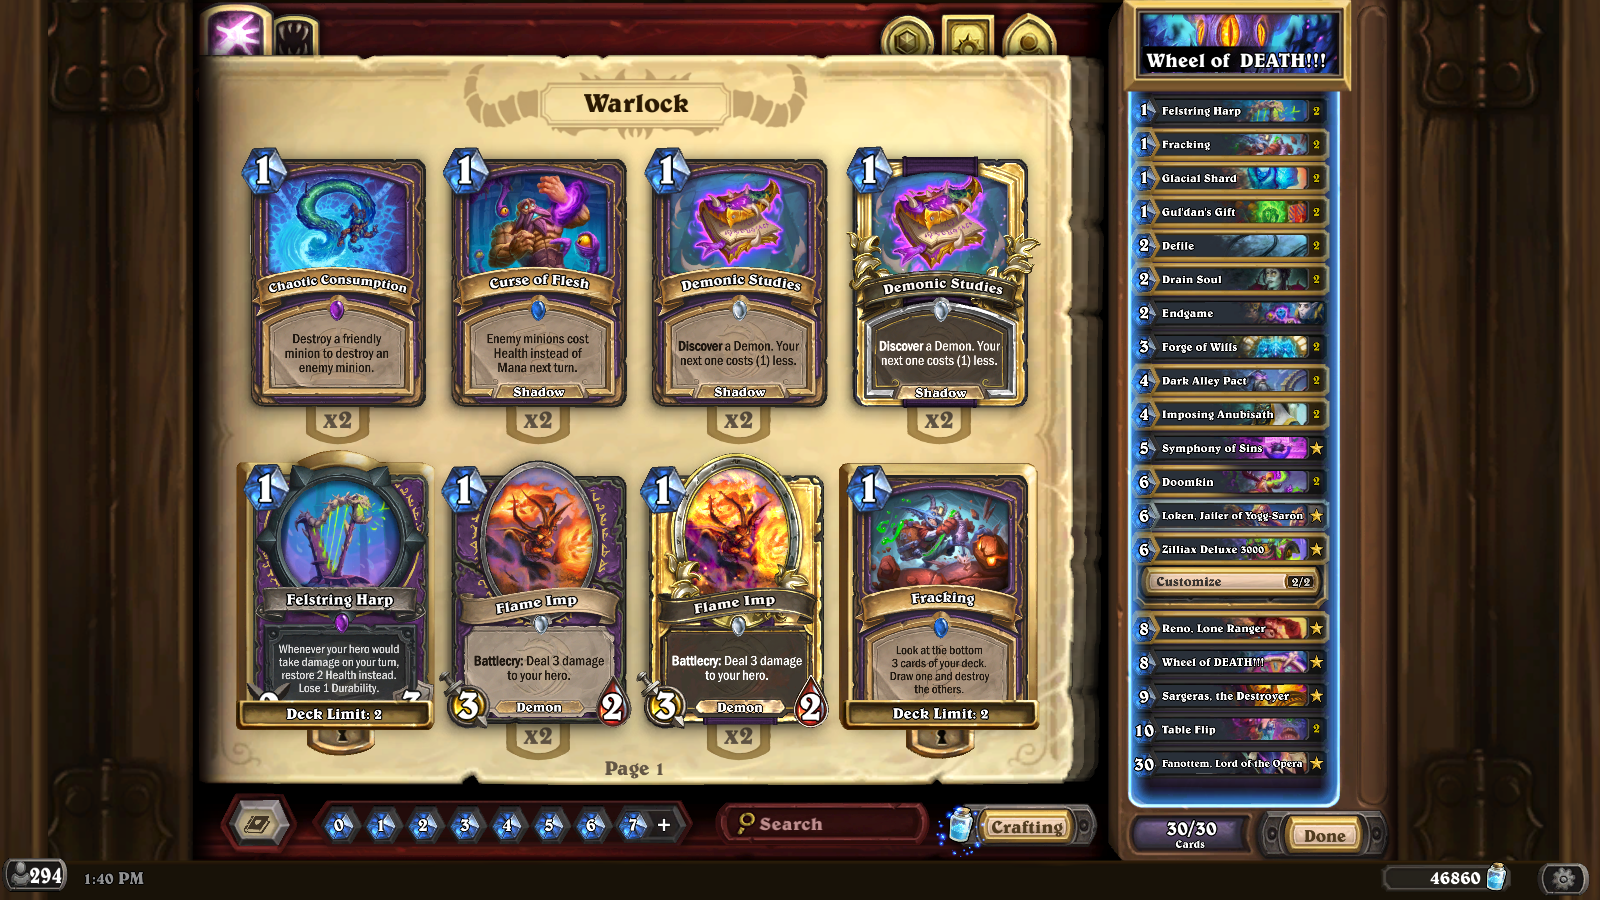 Warlock
1
Chaotic Consumption
Destroy a friendly
minion to destroy an
enemy minion.
x2
1
Curse of Flesh
Enemy minions cost
Health instead of
Mana next turn.
Shadow
x2
1
Demonic Studies
Discover a Demon. Your
next one costs (1) less.
Shadow
x2
1
Demonic Studies
Discover a Demon. Your
next one costs (1) less.
Shadow
x2
1
Felstring Harp
Whenever your hero would
take damage on your turn,
restore 2 Health instead.
Lose 1 Durability.
Deck Limit: 2
1
Flame Imp
Battlecry: Deal 3 damage
to your hero.
3 Demon 2
x2
1
Flame Imp
Battlecry: Deal 3 damage
to your hero.
3 Demon 2
x2
1
Fracking
Look at the bottom
3 cards of your deck.
Draw one and destroy
the others.
Deck Limit: 2
Page 1
0 1 2 3 4 5 6 7 +
Search
Crafting
Wheel of DEATH!!!
1 Felstring Harp 2
1 Fracking 2
1 Glacial Shard 2
1 Gul'dan's Gift 2
2 Defile 2
2 Drain Soul 2
2 Endgame 2
3 Forge of Wills 2
4 Dark Alley Pact 2
4 Imposing Anubisath 2
5 Symphony of Sins
6 Doomkin 2
6 Loken, Jailer of Yogg-Saron
6 Zilliax Deluxe 3000
Customize 2/2
8 Reno, Lone Ranger
8 Wheel of DEATH!!!
9 Sargeras, the Destroyer
10 Table Flip 2
30 Fanottem, Lord of the Opera
30/30
Cards
Done
294
1:40 PM
46860